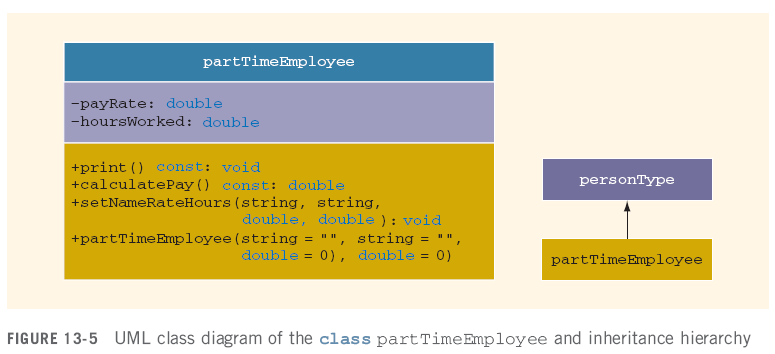 partTimeEmployee
-payRate: double
-hoursWorked: double
+print() const: void
+calculatePay() const: double
+setNameRateHours(string, string,
double, double ): void
+partTimeEmployee(string = "", string = "",
double = 0), double = 0)
personType
partTimeEmployee
FIGURE 13-5 UML class diagram of the class partTimeEmployee and inheritance hierarchy